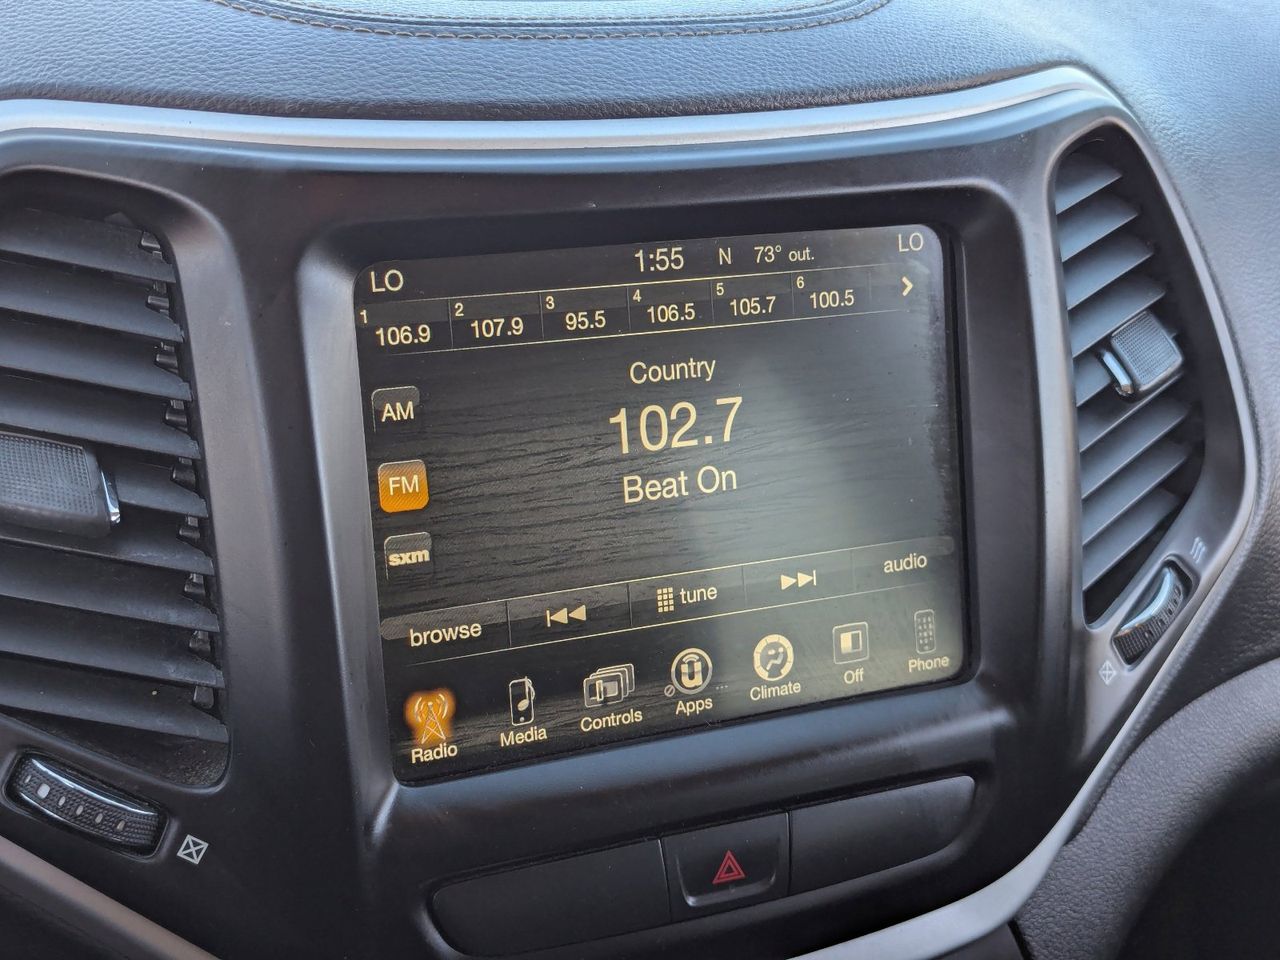 LO 1:55 N 73° out. LO
1 106.9 2 107.9 3 95.5 4 106.5 5 105.7 6 100.5
Country
AM
102.7
FM
Beat On
sxm
browse tune audio
Radio Media Controls Apps Climate Off Phone